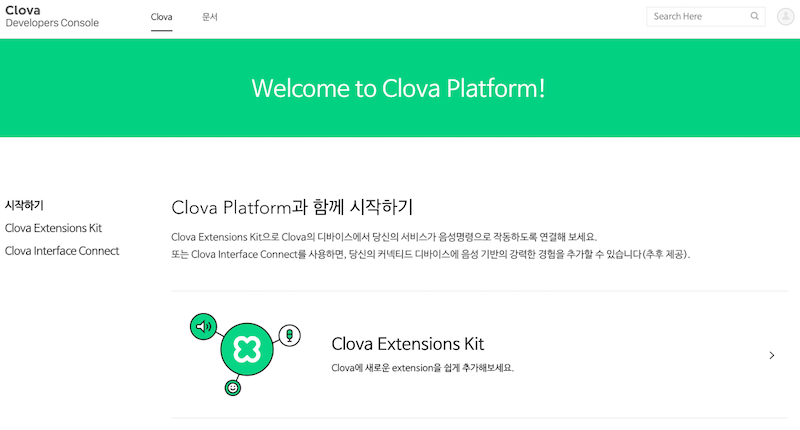 Clova
Developers Console
Clova
문서
Search Here
Welcome to Clova Platform!
시작하기
Clova Extensions Kit
Clova Interface Connect
Clova Platform과 함께 시작하기
Clova Extensions Kit으로 Clova의 디바이스에서 당신의 서비스가 음성명령으로 작동하도록 연결해 보세요.
또는 Clova Interface Connect를 사용하면, 당신의 커넥티드 디바이스에 음성 기반의 강력한 경험을 추가할 수 있습니다(추후 제공).
Clova Extensions Kit
Clova에 새로운 extension을 쉽게 추가해보세요.